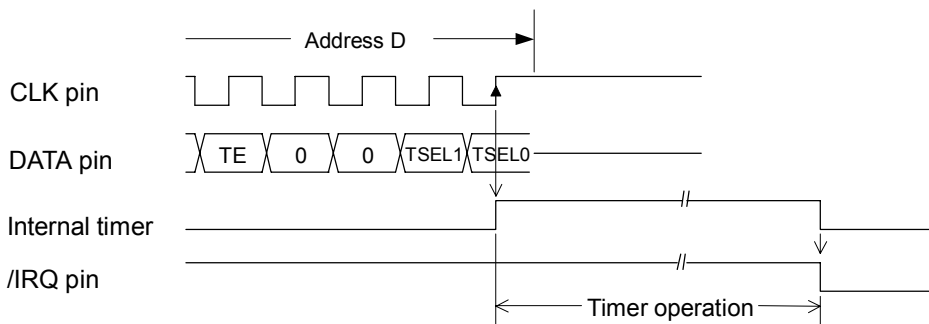 Address D
CLK pin
DATA pin TE 0 0 TSEL1 TSEL0
Internal timer
/IRQ pin
Timer operation